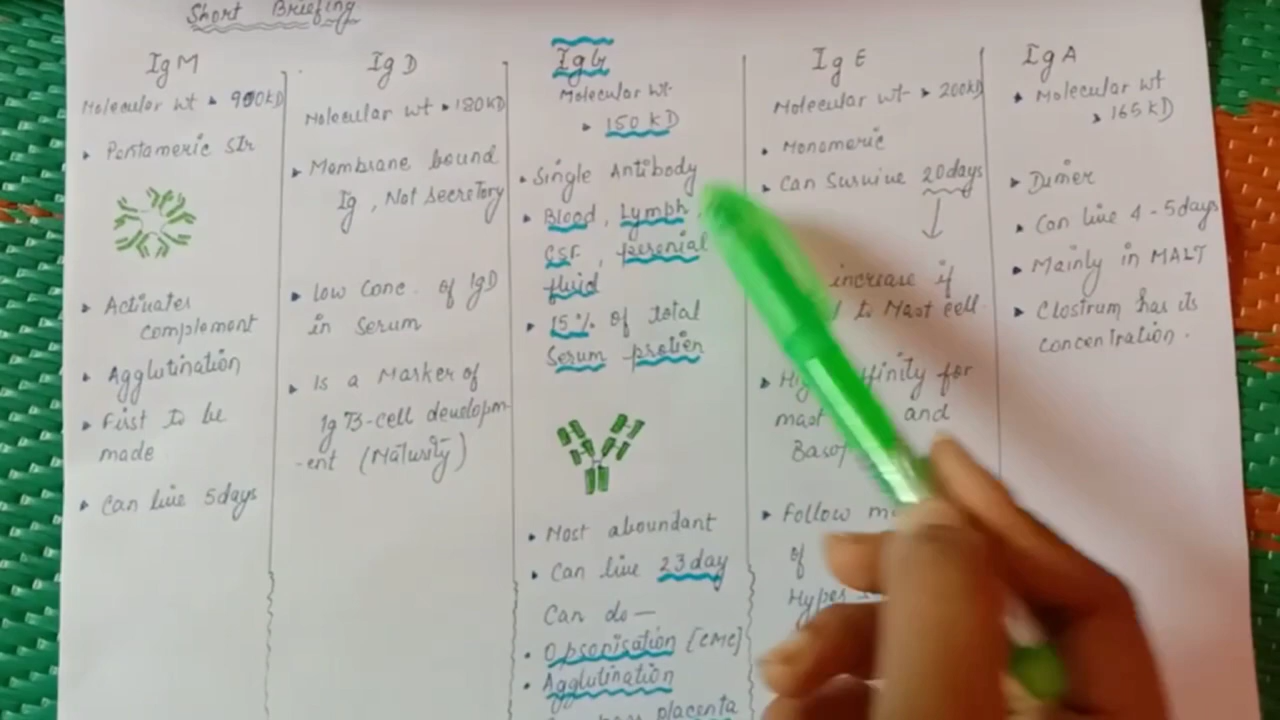 Short Briefing
IgM
Molecular wt 900KD
Pentameric Str
Activates
complement
Agglutination
First to be
made
Can live 5days
IgD
Molecular wt 180KD
Membrane bound
Ig, Not Secretory
low Conc. of IgD
in Serum
Is a Marker of
Ig B-cell developm
-ent (Maturity)
IgG
Molecular wt.
150 KD
Single Antibody
Blood, Lymph,
CSF, peronial
fluid
15% of total
Serum protien
Most aboundant
Can live 23day
Can do —
Opsonisation [CMC]
Agglutination
placenta
IgE
Molecular wt 200KD
Monomeric
Can Survive 20days
increase if
to Mast cell
for
mast and
Follow
of
IgA
Molecular wt
165 KD
Dimer
Can live 4-5days
Mainly in MALT
Clostrum has its
concentration.